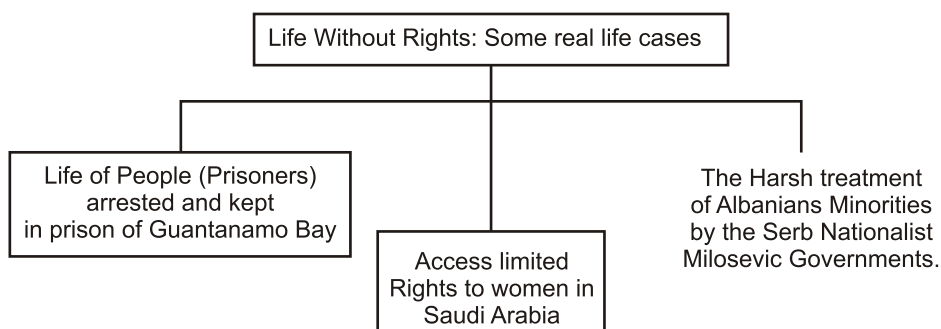 Life Without Rights: Some real life cases
Life of People (Prisoners)
arrested and kept
in prison of Guantanamo Bay
Access limited
Rights to women in
Saudi Arabia
The Harsh treatment
of Albanians Minorities
by the Serb Nationalist
Milosevic Governments.